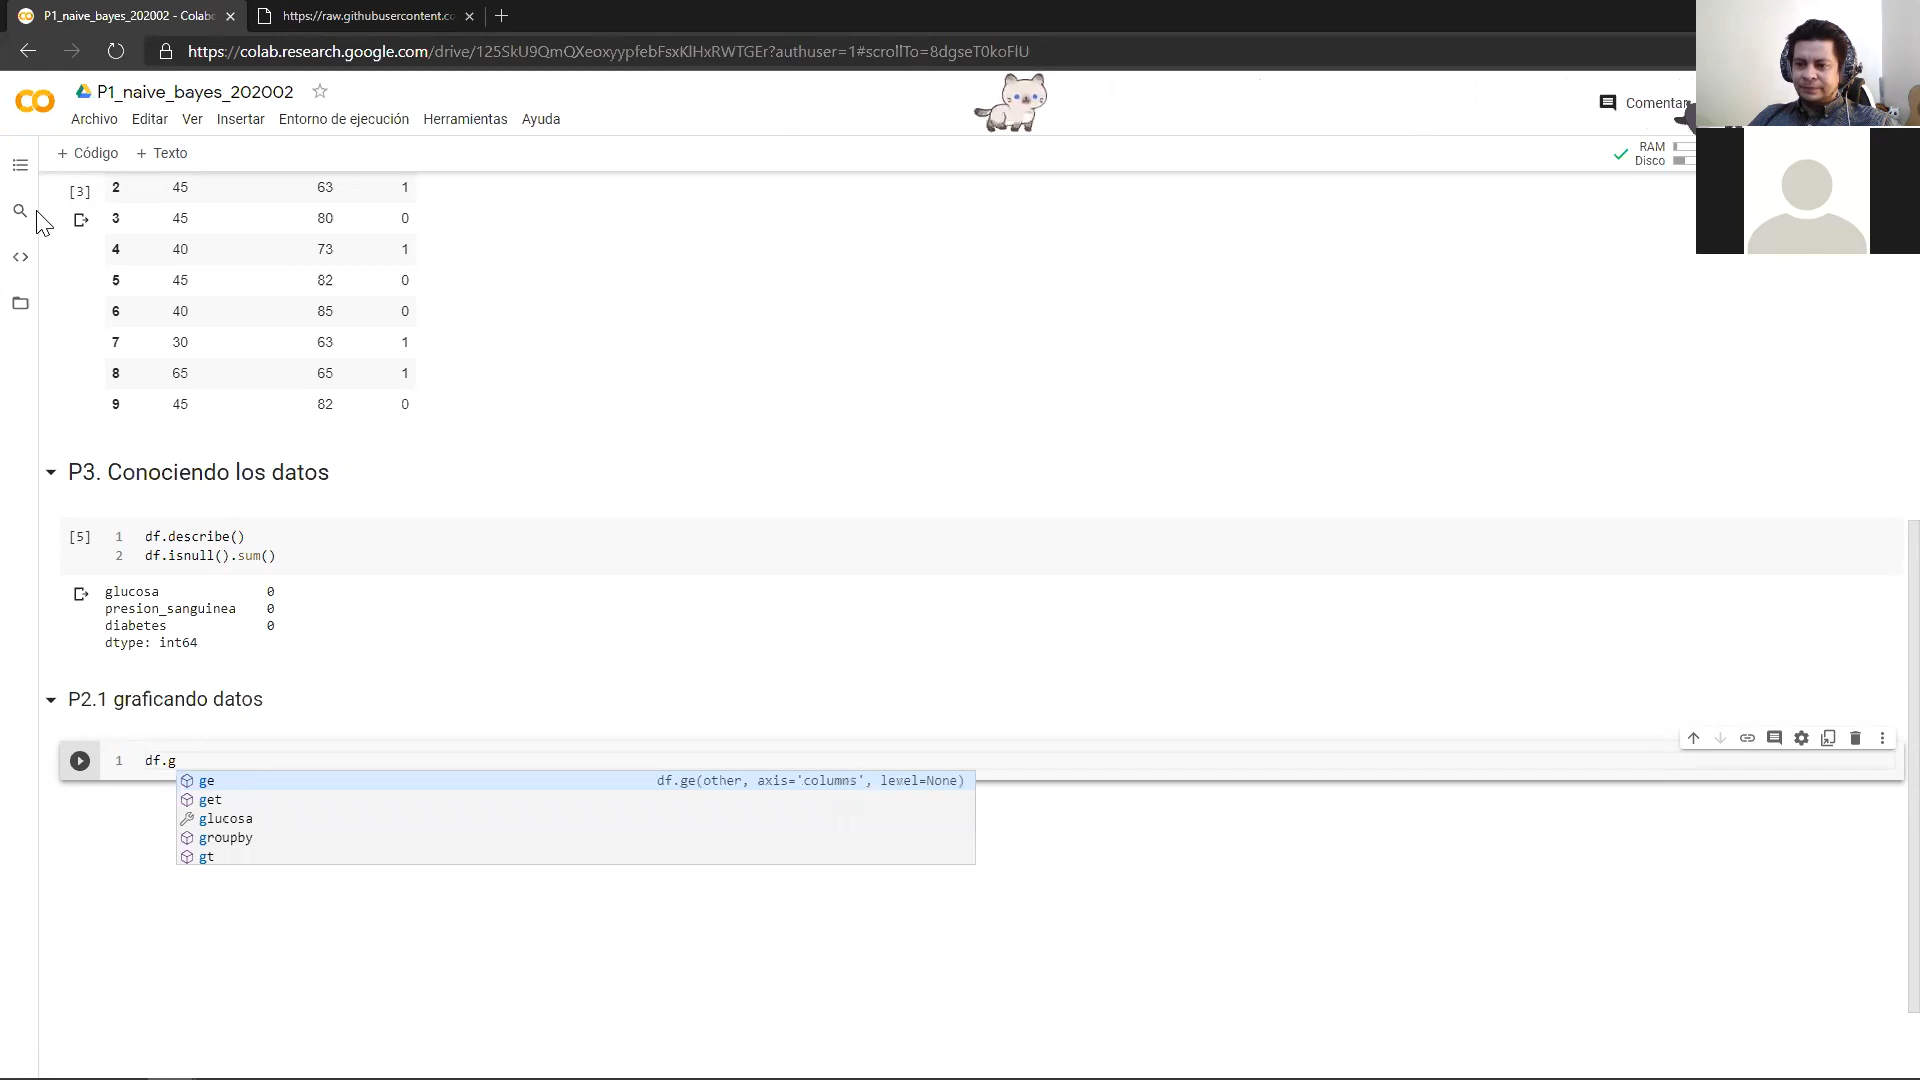 P1_naive_bayes_202002 - Colab
https://raw.githubusercontent.co
https://colab.research.google.com/drive/125SkU9QmQXeoxyypfebFsxKlHxRWTGEr?authuser=1#scrollTo=8dgseT0koFlU
P1_naive_bayes_202002
Comentar
Archivo Editar Ver Insertar Entorno de ejecución Herramientas Ayuda
+ Código + Texto
RAM
Disco
[3] 2 45 63 1
3 45 80 0
4 40 73 1
5 45 82 0
6 40 85 0
7 30 63 1
8 65 65 1
9 45 82 0
P3. Conociendo los datos
[5] 1 df.describe()
2 df.isnull().sum()
glucosa 0
presion_sanguinea 0
diabetes 0
dtype: int64
P2.1 graficando datos
1 df.g
ge df.ge(other, axis='columns', level=None)
get
glucosa
groupby
gt